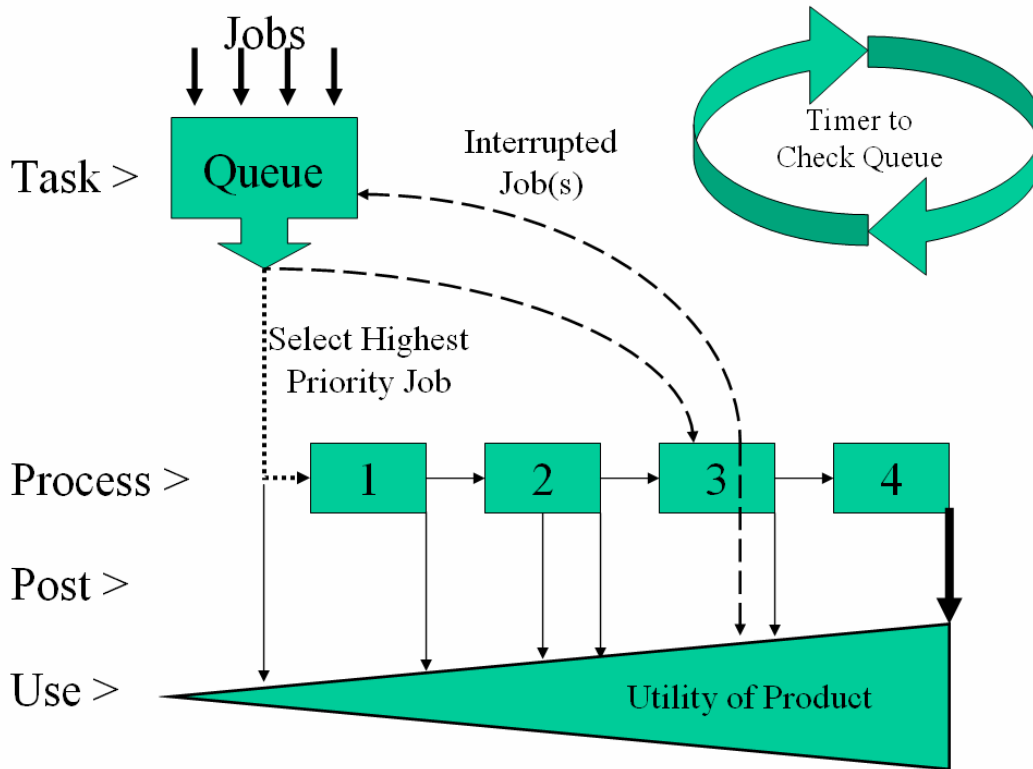 Jobs
Timer to
Check Queue
Interrupted
Job(s)
Task >
Queue
Select Highest
Priority Job
Process >
1
2
3
4
Post >
Use >
Utility of Product